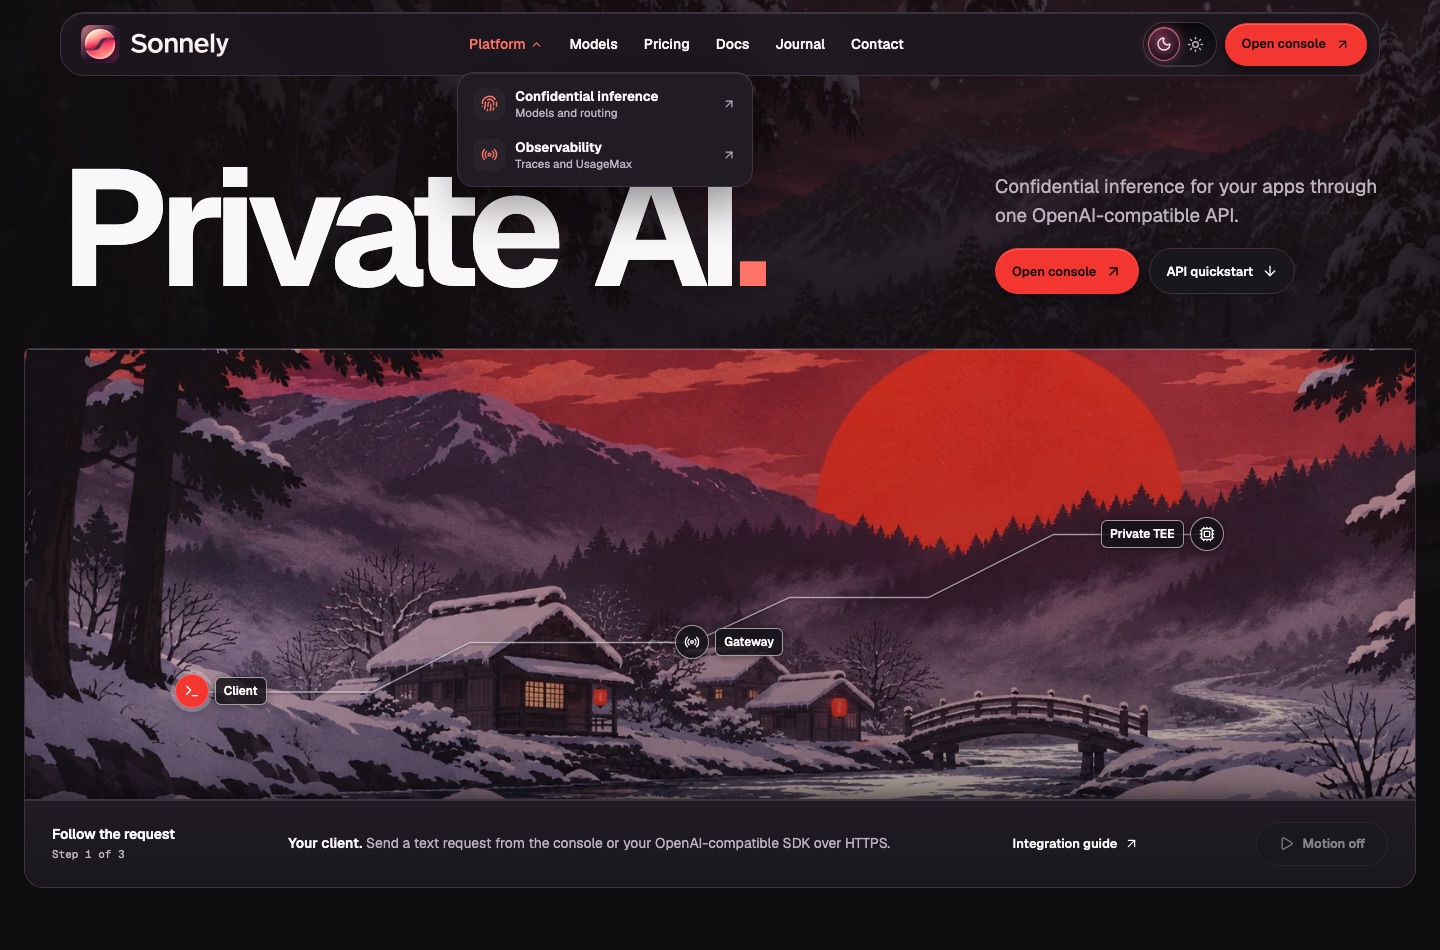 Sonnely
Platform
Models
Pricing
Docs
Journal
Contact
Open console
Confidential inference
Models and routing
Observability
Traces and UsageMax
Private AI.
Confidential inference for your apps through
one OpenAI-compatible API.
Open console
API quickstart
Private TEE
Gateway
Client
Follow the request
Step 1 of 3
Your client. Send a text request from the console or your OpenAI-compatible SDK over HTTPS.
Integration guide
Motion off